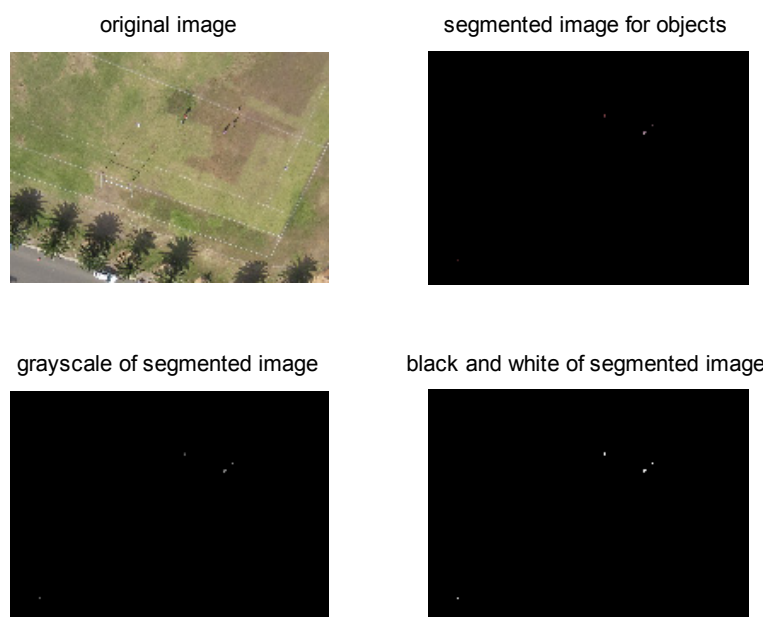 original image
segmented image for objects
grayscale of segmented image
black and white of segmented image